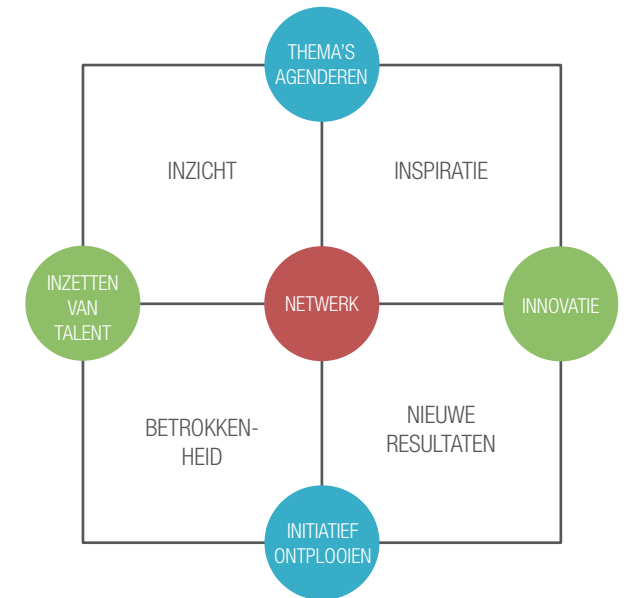 THEMA'S
AGENDEREN
INZICHT
INSPIRATIE
INZETTEN
VAN
TALENT
NETWERK
INNOVATIE
BETROKKEN-
HEID
NIEUWE
RESULTATEN
INITIATIEF
ONTPLOOIEN